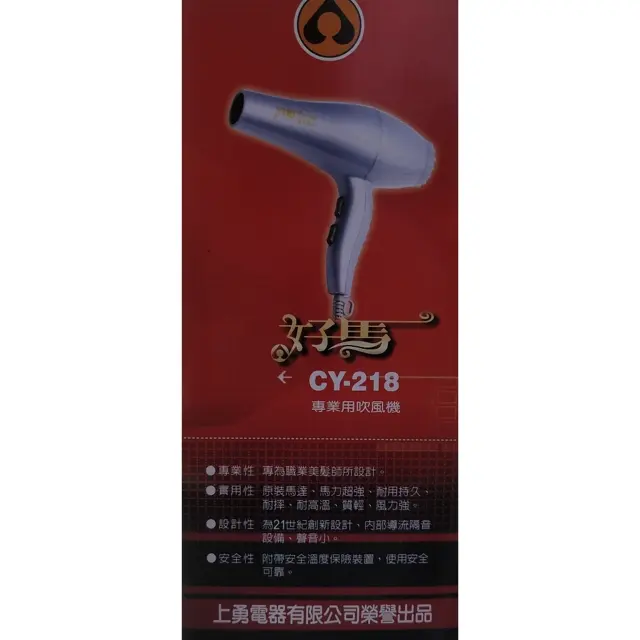 好馬
CY-218
專業用吹風機
●專業性 專為職業美髮師所設計。
●實用性 原裝馬達、馬力超強、耐用持久、
耐摔、耐高溫、質輕、風力強。
●設計性 為21世紀創新設計、內部導流隔音
設備、聲音小。
●安全性 附帶安全溫度保險裝置、使用安全
可靠。
上勇電器有限公司榮譽出品